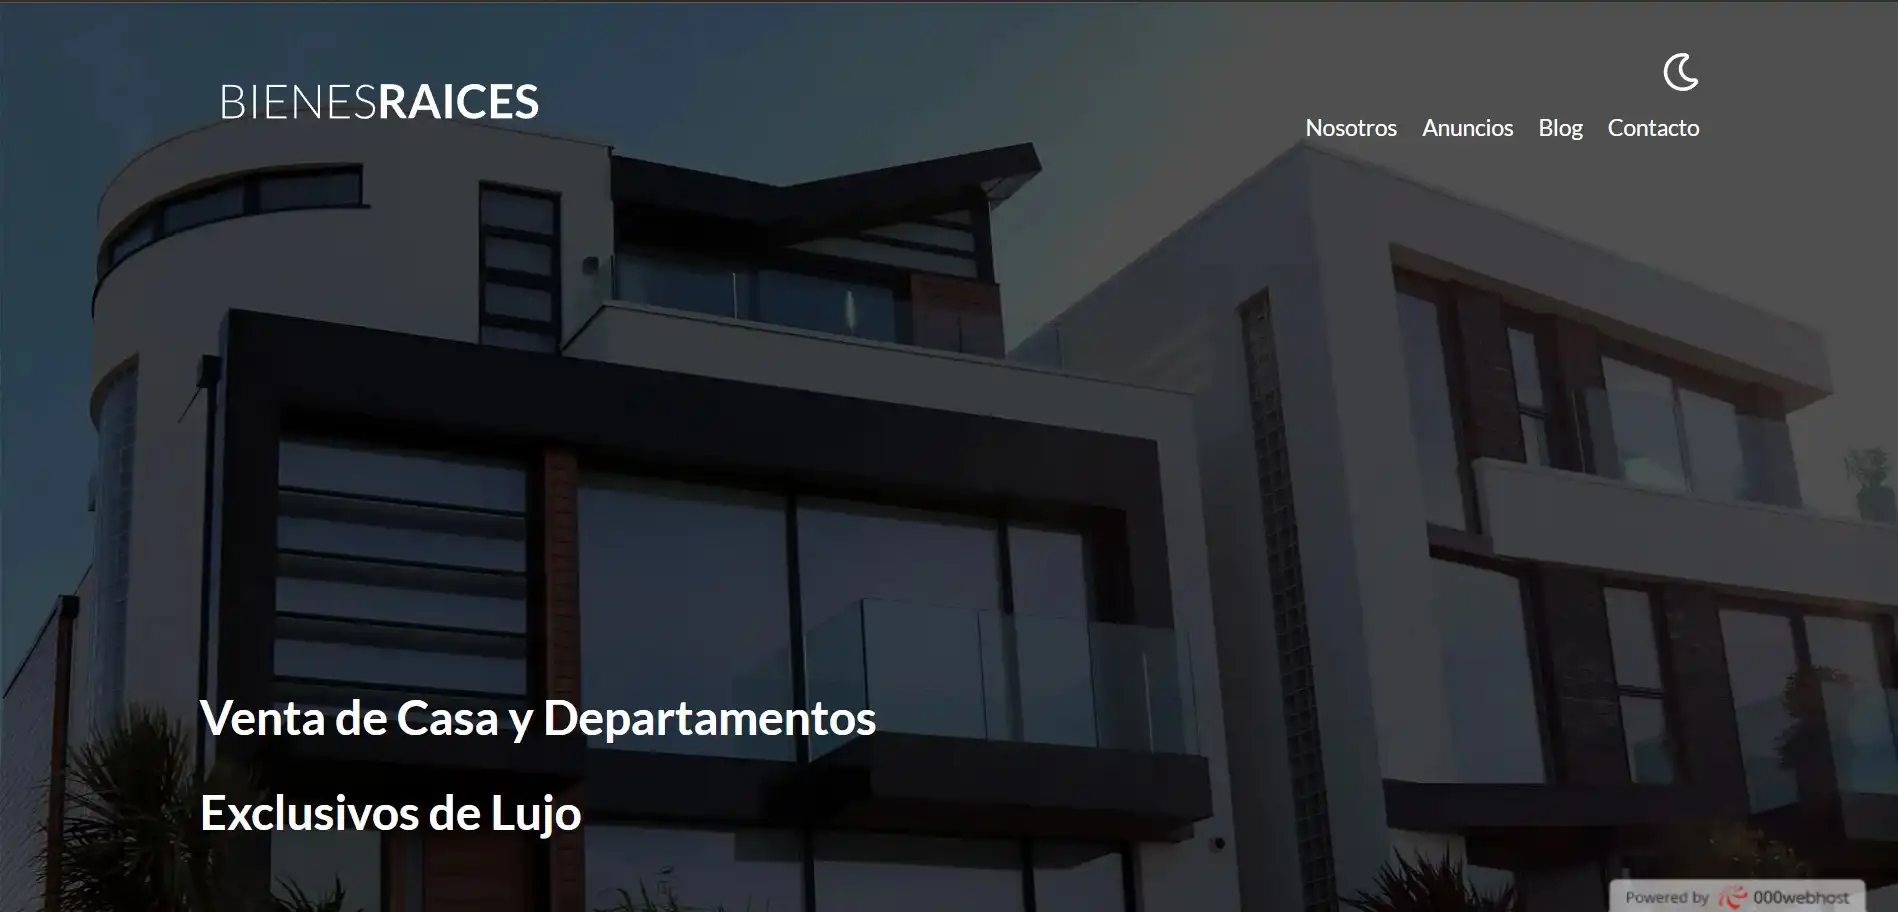 BIENESRAICES
Nosotros Anuncios Blog Contacto
Venta de Casa y Departamentos
Exclusivos de Lujo
Powered by 000webhost